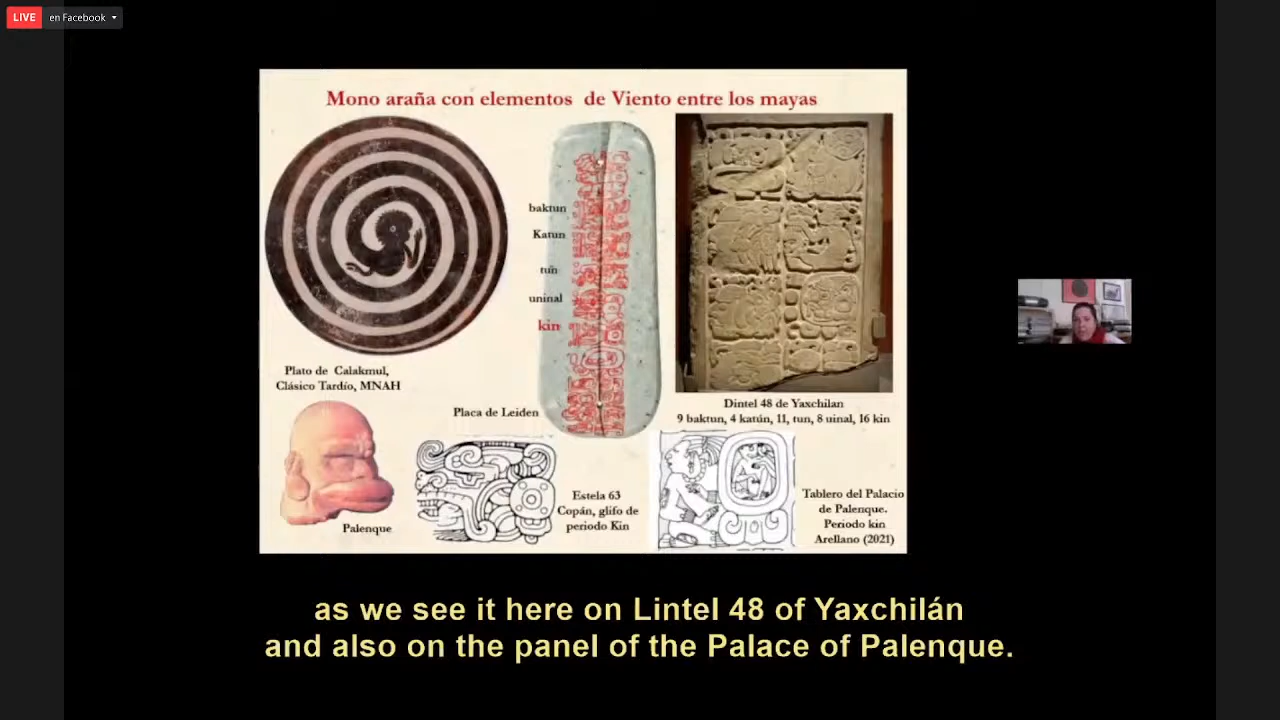 LIVE en Facebook
Mono araña con elementos de Viento entre los mayas
baktun
Katun
tun
uninal
kin
Plato de Calakmul,
Clásico Tardío, MNAH
Placa de Leiden
Dintel 48 de Yaxchilan
9 baktun, 4 katún, 11, tun, 8 uinal, 16 kin
Palenque
Estela 63
Copán, glifo de
periodo Kin
Tablero del Palacio
de Palenque.
Periodo kin
Arellano (2021)
as we see it here on Lintel 48 of Yaxchilán
and also on the panel of the Palace of Palenque.